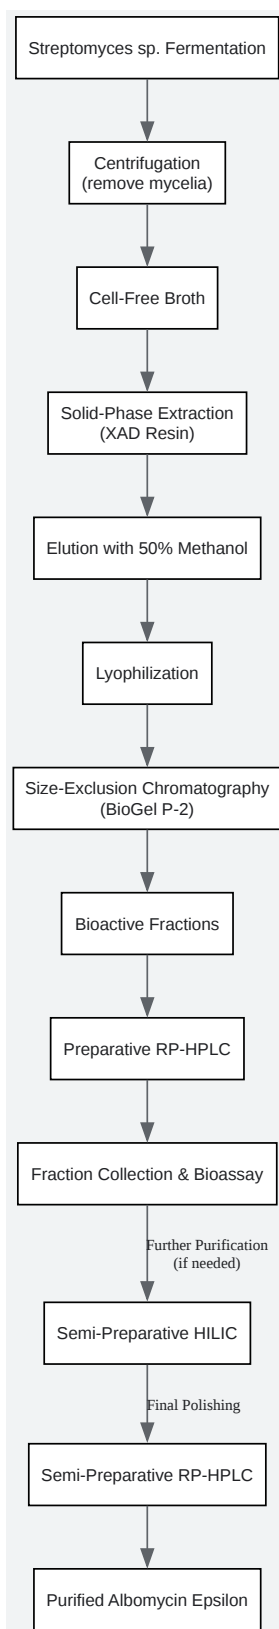 Streptomyces sp. Fermentation
Centrifugation
(remove mycelia)
Cell-Free Broth
Solid-Phase Extraction
(XAD Resin)
Elution with 50% Methanol
Lyophilization
Size-Exclusion Chromatography
(BioGel P-2)
Bioactive Fractions
Preparative RP-HPLC
Fraction Collection & Bioassay
Further Purification
(if needed)
Semi-Preparative HILIC
Final Polishing
Semi-Preparative RP-HPLC
Purified Albomycin Epsilon